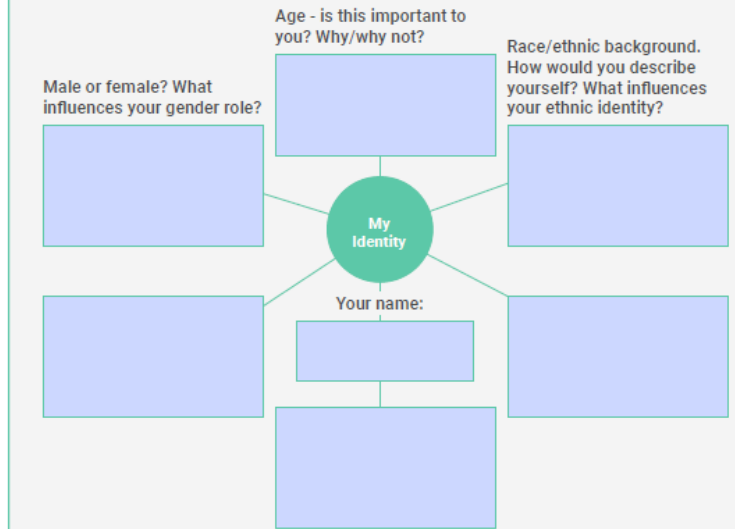 Age - is this important to
you? Why/why not?
Race/ethnic background.
How would you describe
yourself? What influences
your ethnic identity?
Male or female? What
influences your gender role?
My
Identity
Your name: